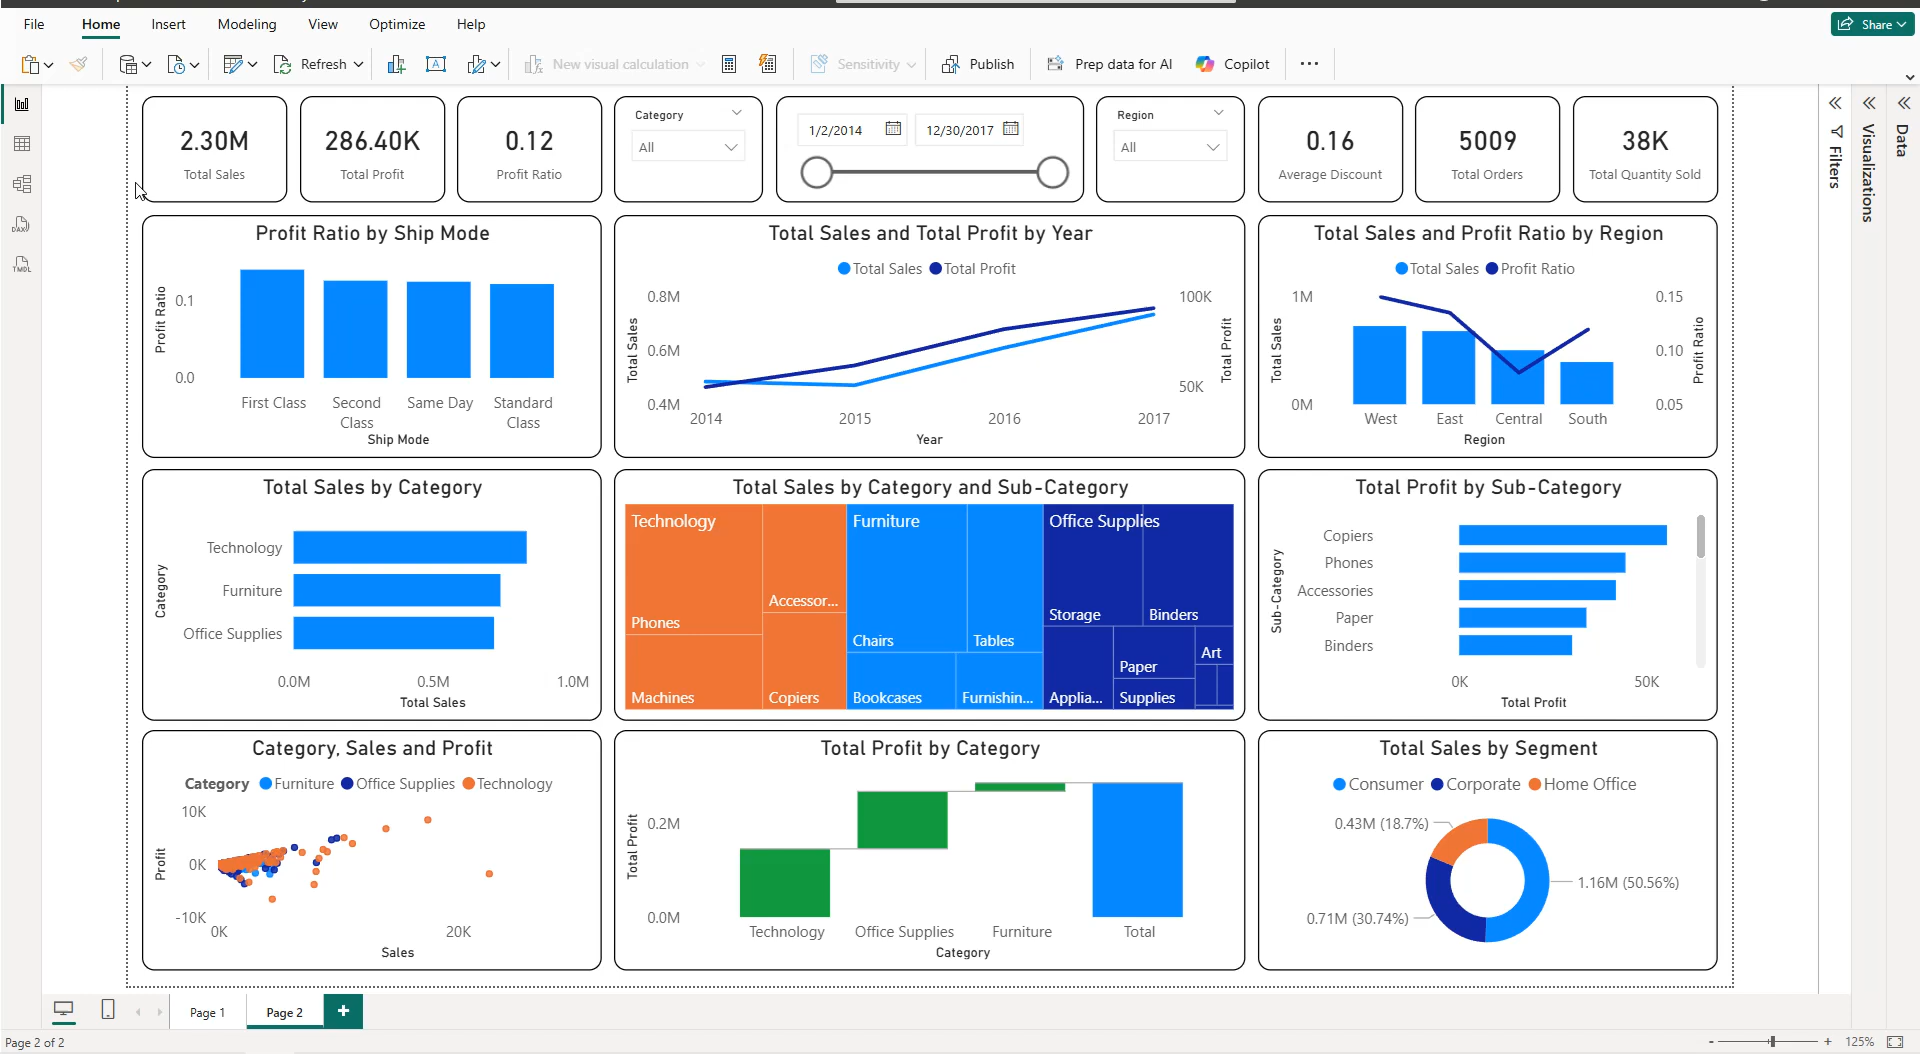 File Home Insert Modeling View Optimize Help
Share
Refresh
New visual calculation
Sensitivity
Publish
Prep data for AI
Copilot
2.30M
Total Sales
286.40K
Total Profit
0.12
Profit Ratio
Category
All
1/2/2014
12/30/2017
Region
All
0.16
Average Discount
5009
Total Orders
38K
Total Quantity Sold
Filters
Visualizations
Data
DAX
TMDL
Profit Ratio by Ship Mode
Profit Ratio
0.1
0.0
First Class
Second
Class
Same Day
Standard
Class
Ship Mode
Total Sales and Total Profit by Year
Total Sales Total Profit
Total Sales
0.8M
0.6M
0.4M
100K
50K
Total Profit
2014 2015 2016 2017
Year
Total Sales and Profit Ratio by Region
Total Sales Profit Ratio
Total Sales
1M
0M
0.15
0.10
0.05
Profit Ratio
West East Central South
Region
Total Sales by Category
Category
Technology
Furniture
Office Supplies
0.0M 0.5M 1.0M
Total Sales
Total Sales by Category and Sub-Category
Technology
Phones
Machines
Accessor...
Copiers
Furniture
Chairs
Tables
Bookcases
Furnishin...
Office Supplies
Storage
Binders
Applia...
Paper
Supplies
Art
Total Profit by Sub-Category
Sub-Category
Copiers
Phones
Accessories
Paper
Binders
0K 50K
Total Profit
Category, Sales and Profit
Category Furniture Office Supplies Technology
Profit
10K
0K
-10K
0K 20K
Sales
Total Profit by Category
Total Profit
0.2M
0.0M
Technology Office Supplies Furniture Total
Category
Total Sales by Segment
Consumer Corporate Home Office
0.43M (18.7%)
1.16M (50.56%)
0.71M (30.74%)
Page 1
Page 2
Page 2 of 2
125%